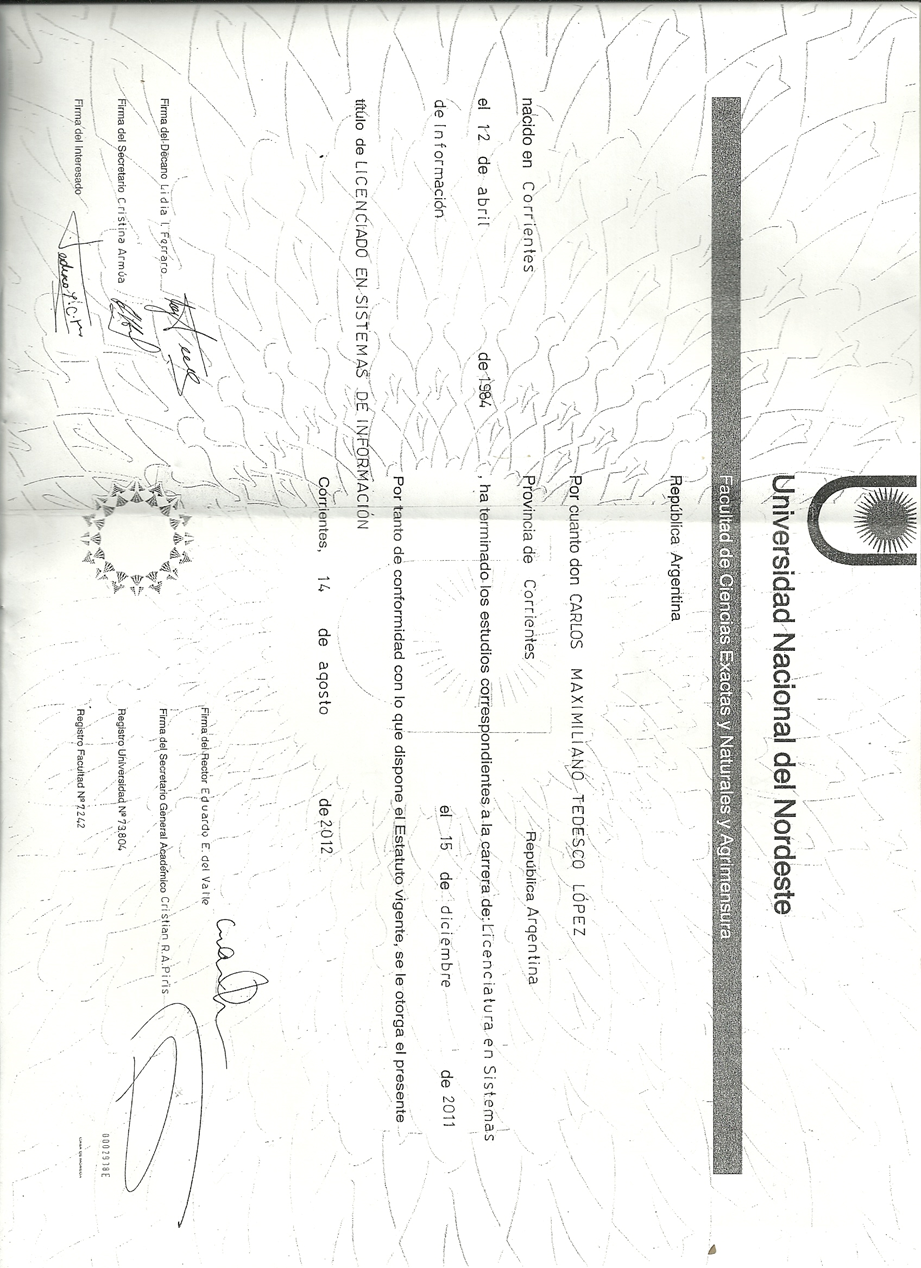 Universidad Nacional del Nordeste
Facultad de Ciencias Exactas y Naturales y Agrimensura
República Argentina
Por cuanto don CARLOS MAXIMILIANO TEDESCO LÓPEZ
nacido en Corrientes Provincia de Corrientes República Argentina
el 12 de abril de 1984 , ha terminado los estudios correspondientes a la carrera de: Licenciatura en Sistemas
de Información el 15 de diciembre de 2011
Por tanto de conformidad con lo que dispone el Estatuto vigente, se le otorga el presente
título de LICENCIADO EN SISTEMAS DE INFORMACIÓN
Corrientes, 14 de agosto de 2012
Firma del Decano Lidia I. Ferraro
Firma del Secretario Cristina Armúa
Firma del Interesado
Firma del Rector Eduardo E. del Valle
Firma del Secretario General Académico Cristian R.A.Piris
Registro Universidad Nº 73.804
Registro Facultad Nº 7242